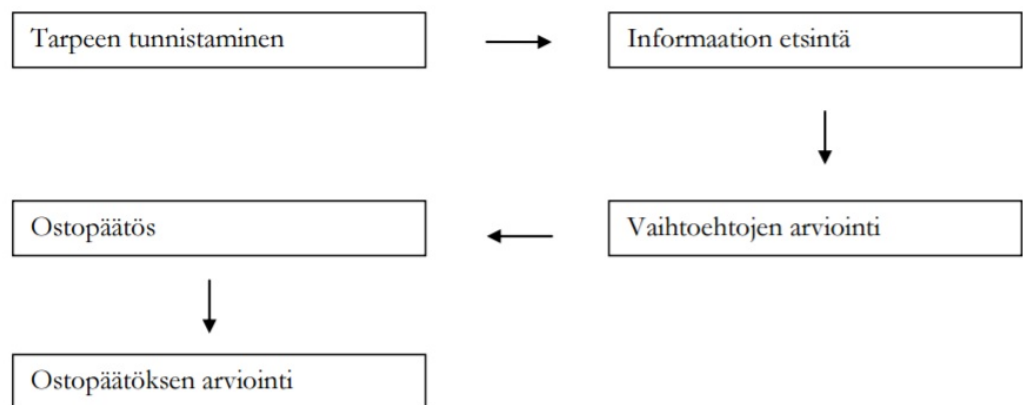 Tarpeen tunnistaminen
Informaation etsintä
Vaihtoehtojen arviointi
Ostopäätös
Ostopäätöksen arviointi